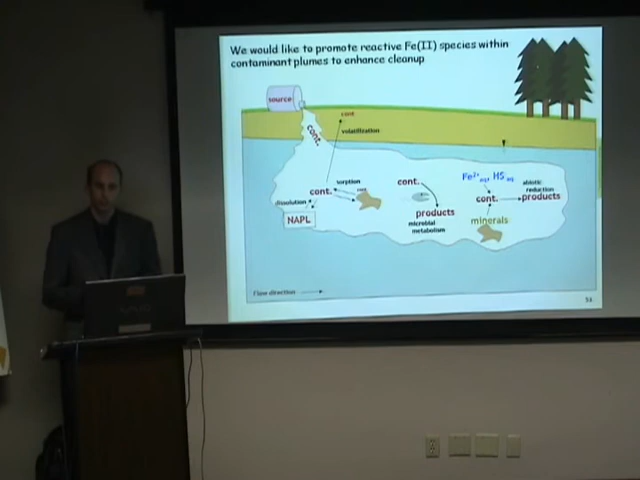 We would like to promote reactive Fe(II) species within
contaminant plumes to enhance cleanup
source
cont
cont.
volatilization
sorption
cont.
dissolution
NAPL
cont.
products
microbial
metabolism
Fe²⁺aq, HS⁻aq
abiotic
reduction
cont.
products
minerals
Flow direction